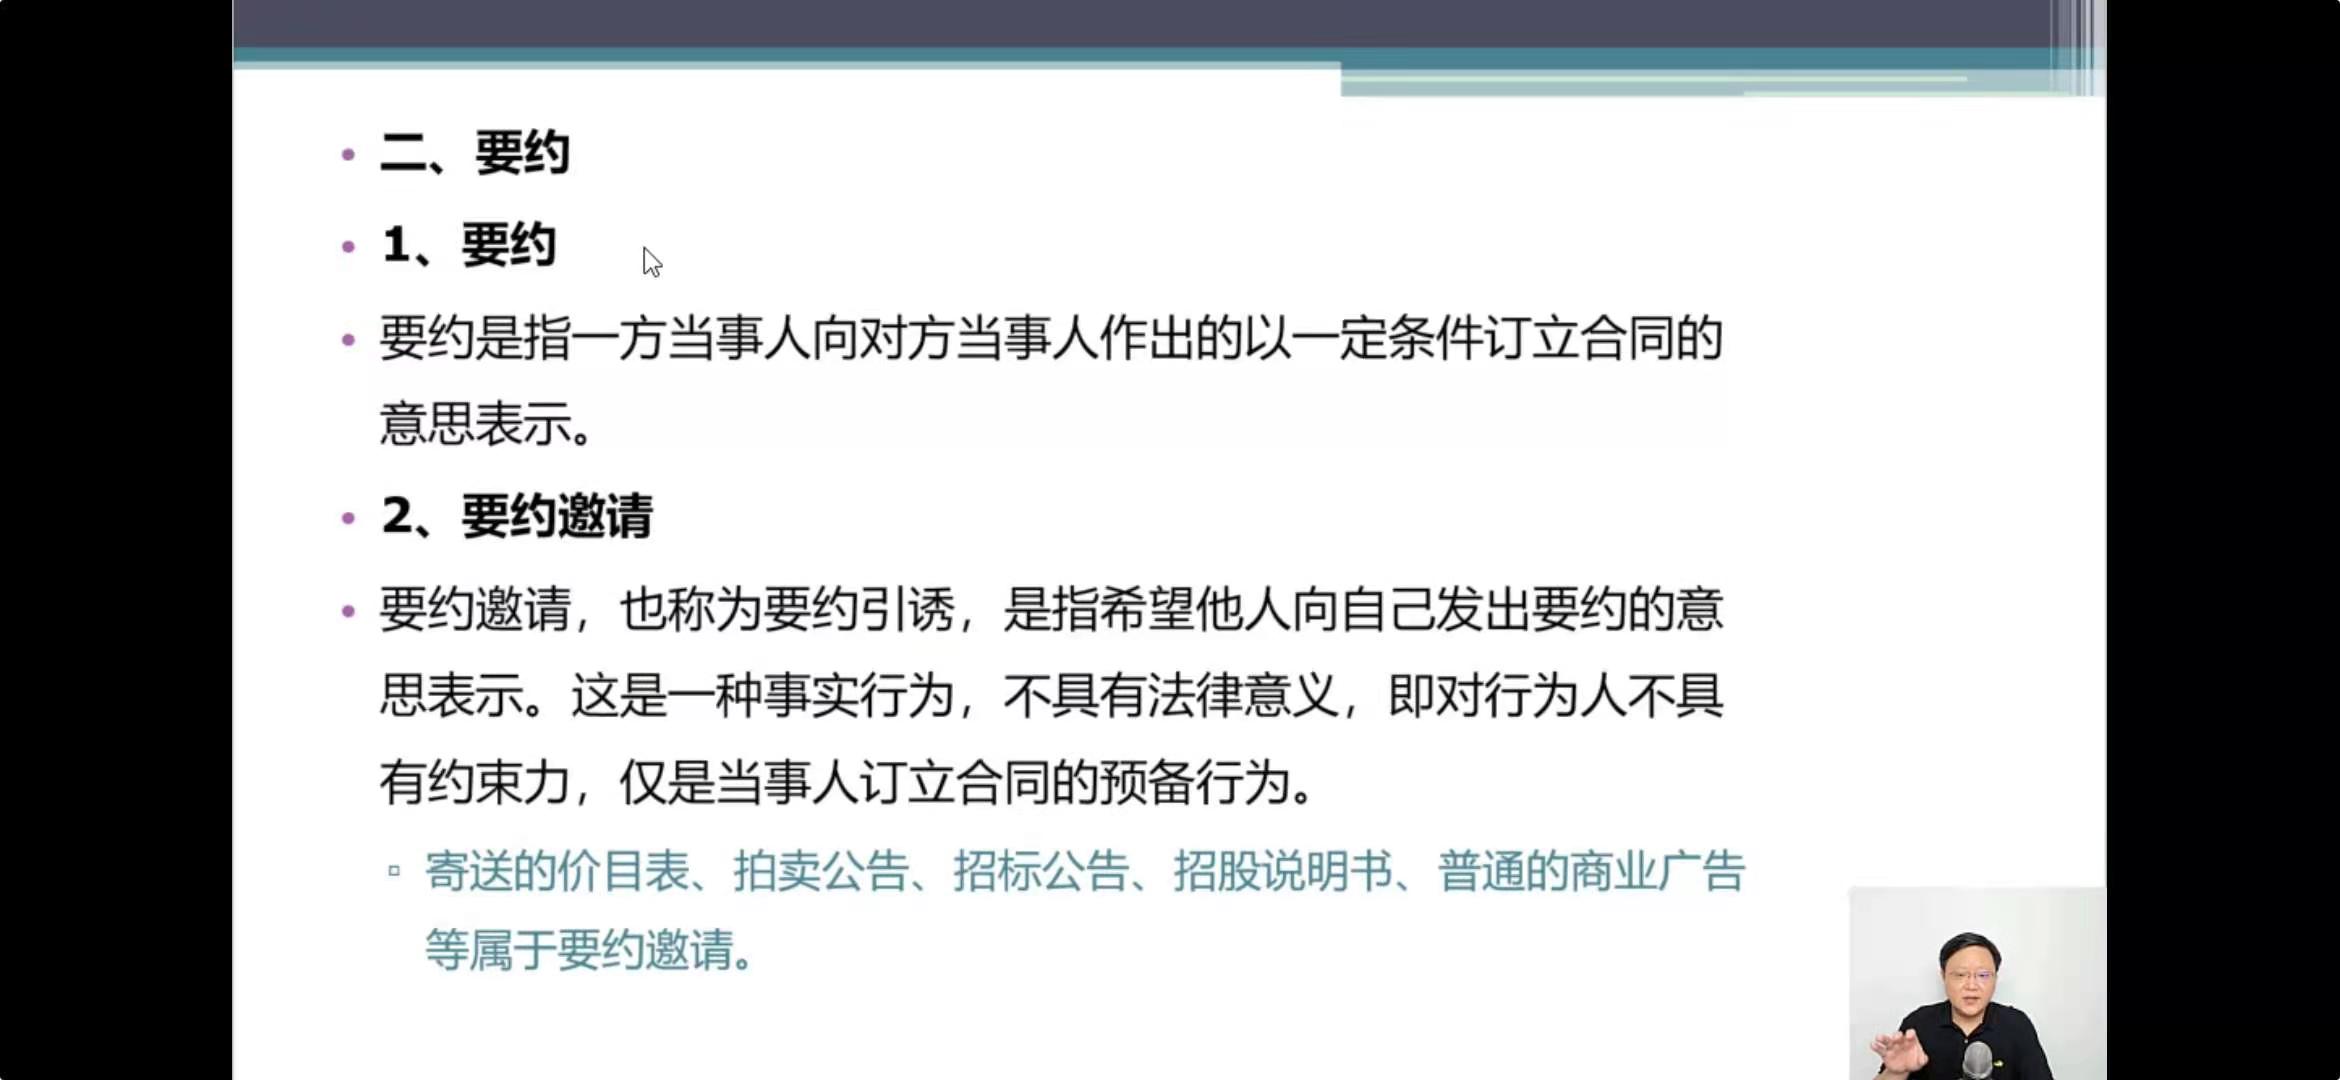 二、要约
1、要约
要约是指一方当事人向对方当事人作出的以一定条件订立合同的
意思表示。
2、要约邀请
要约邀请，也称为要约引诱，是指希望他人向自己发出要约的意
思表示。这是一种事实行为，不具有法律意义，即对行为人不具
有约束力，仅是当事人订立合同的预备行为。
寄送的价目表、拍卖公告、招标公告、招股说明书、普通的商业广告
等属于要约邀请。